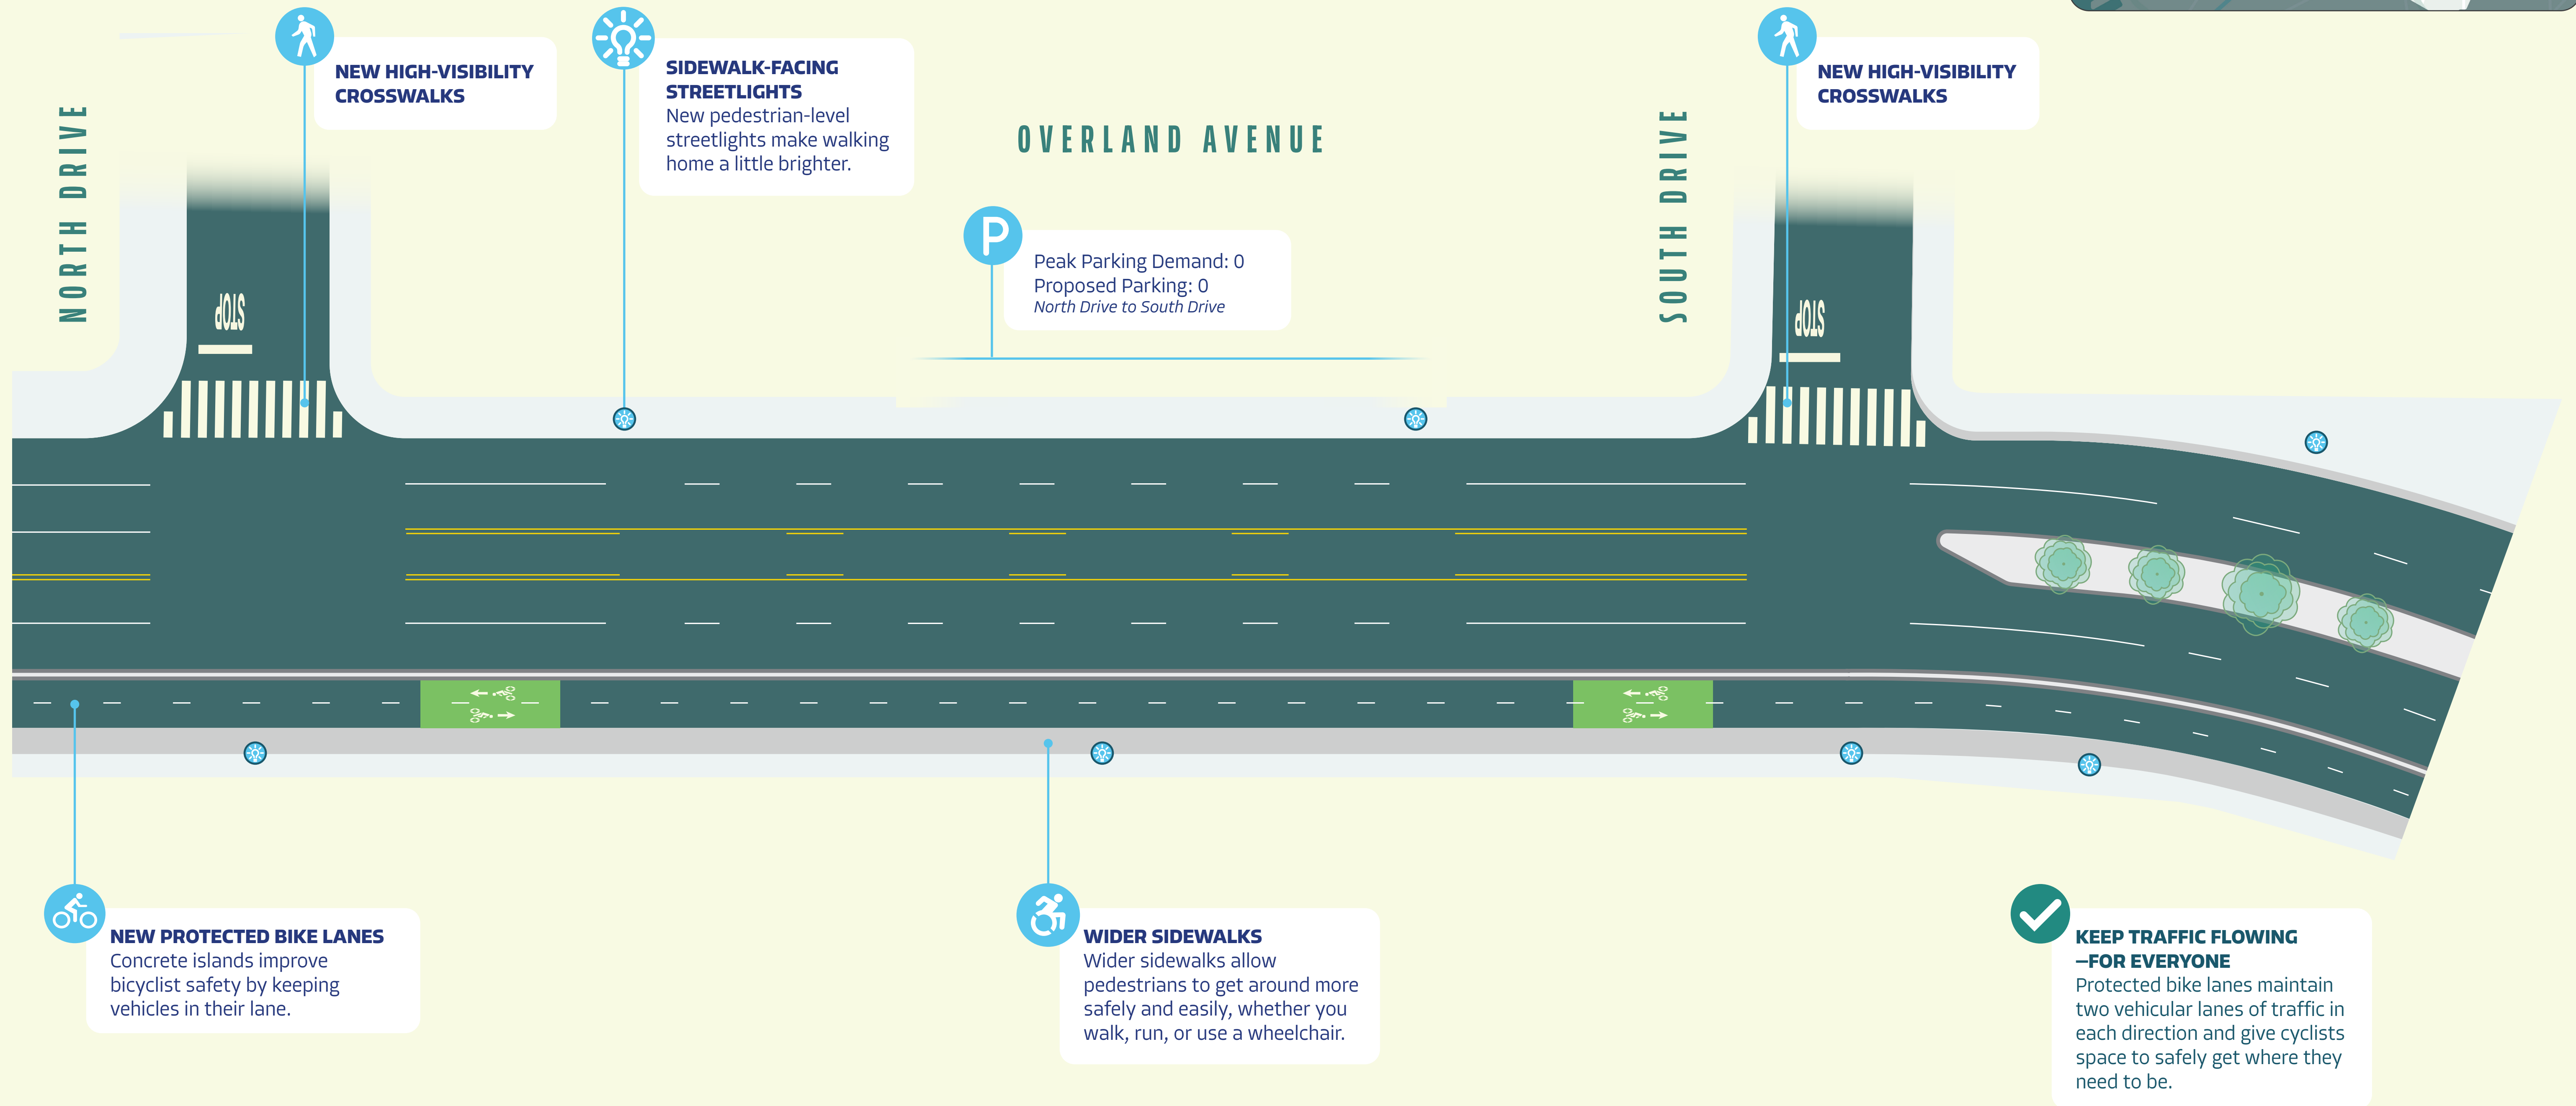 NEW HIGH-VISIBILITY
CROSSWALKS
SIDEWALK-FACING
STREETLIGHTS
New pedestrian-level
streetlights make walking
home a little brighter.
NEW HIGH-VISIBILITY
CROSSWALKS
NORTH DRIVE
OVERLAND AVENUE
SOUTH DRIVE
P
Peak Parking Demand: 0
Proposed Parking: 0
North Drive to South Drive
STOP
STOP
NEW PROTECTED BIKE LANES
Concrete islands improve
bicyclist safety by keeping
vehicles in their lane.
WIDER SIDEWALKS
Wider sidewalks allow
pedestrians to get around more
safely and easily, whether you
walk, run, or use a wheelchair.
KEEP TRAFFIC FLOWING
—FOR EVERYONE
Protected bike lanes maintain
two vehicular lanes of traffic in
each direction and give cyclists
space to safely get where they
need to be.